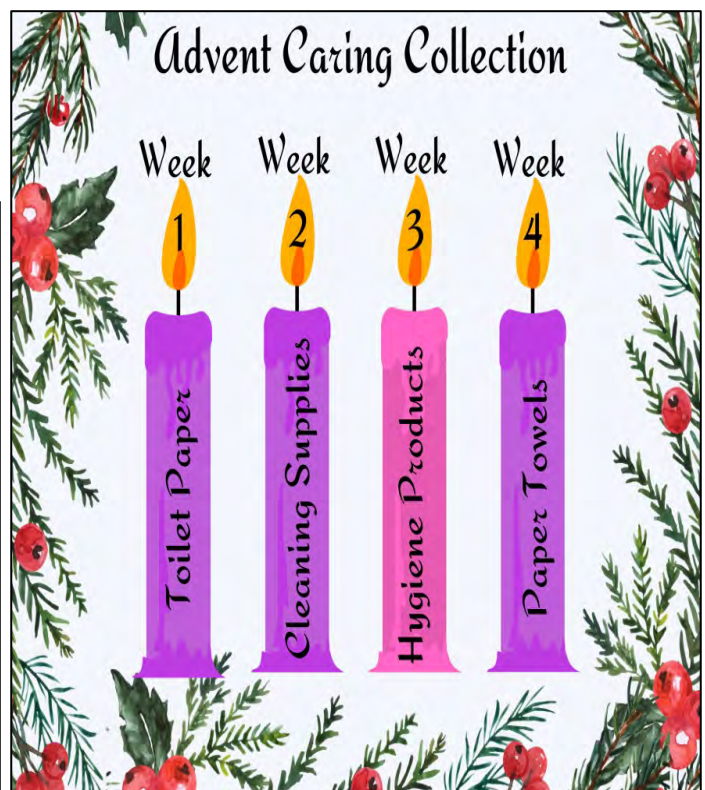 Advent Caring Collection
Week Week Week Week
1 2 3 4
Toilet Paper
Cleaning Supplies
Hygiene Products
Paper Towels